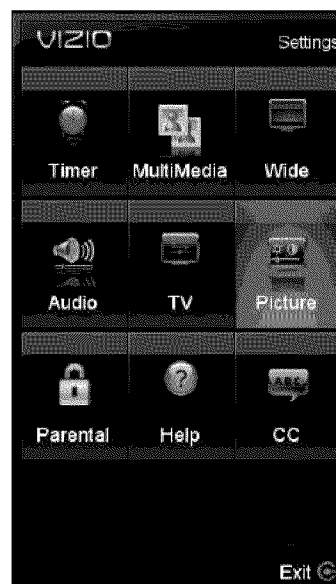 VIZIO
Settings
Timer MultiMedia Wide
Audio TV Picture
Parental Help CC
Exit